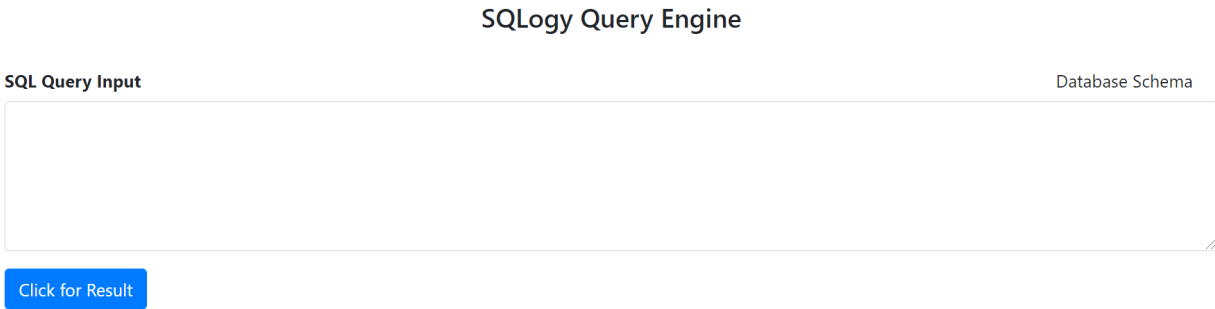 SQLogy Query Engine
SQL Query Input Database Schema
Click for Result